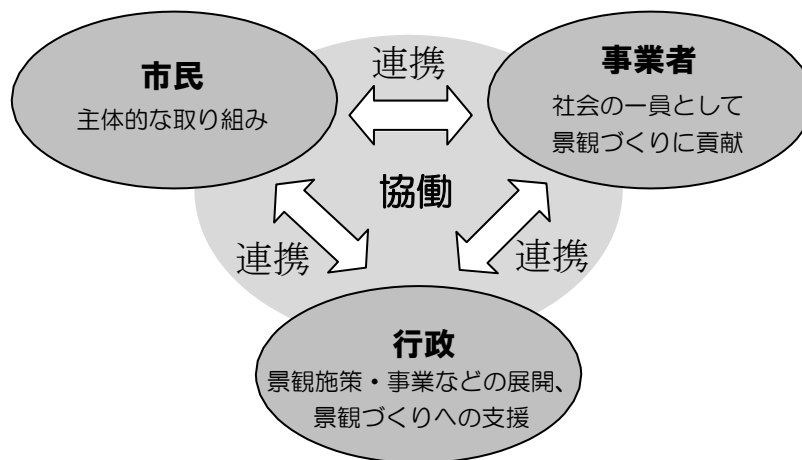 市民
主体的な取り組み
連携
事業者
社会の一員として
景観づくりに貢献
協働
連携
連携
行政
景観施策・事業などの展開、
景観づくりへの支援